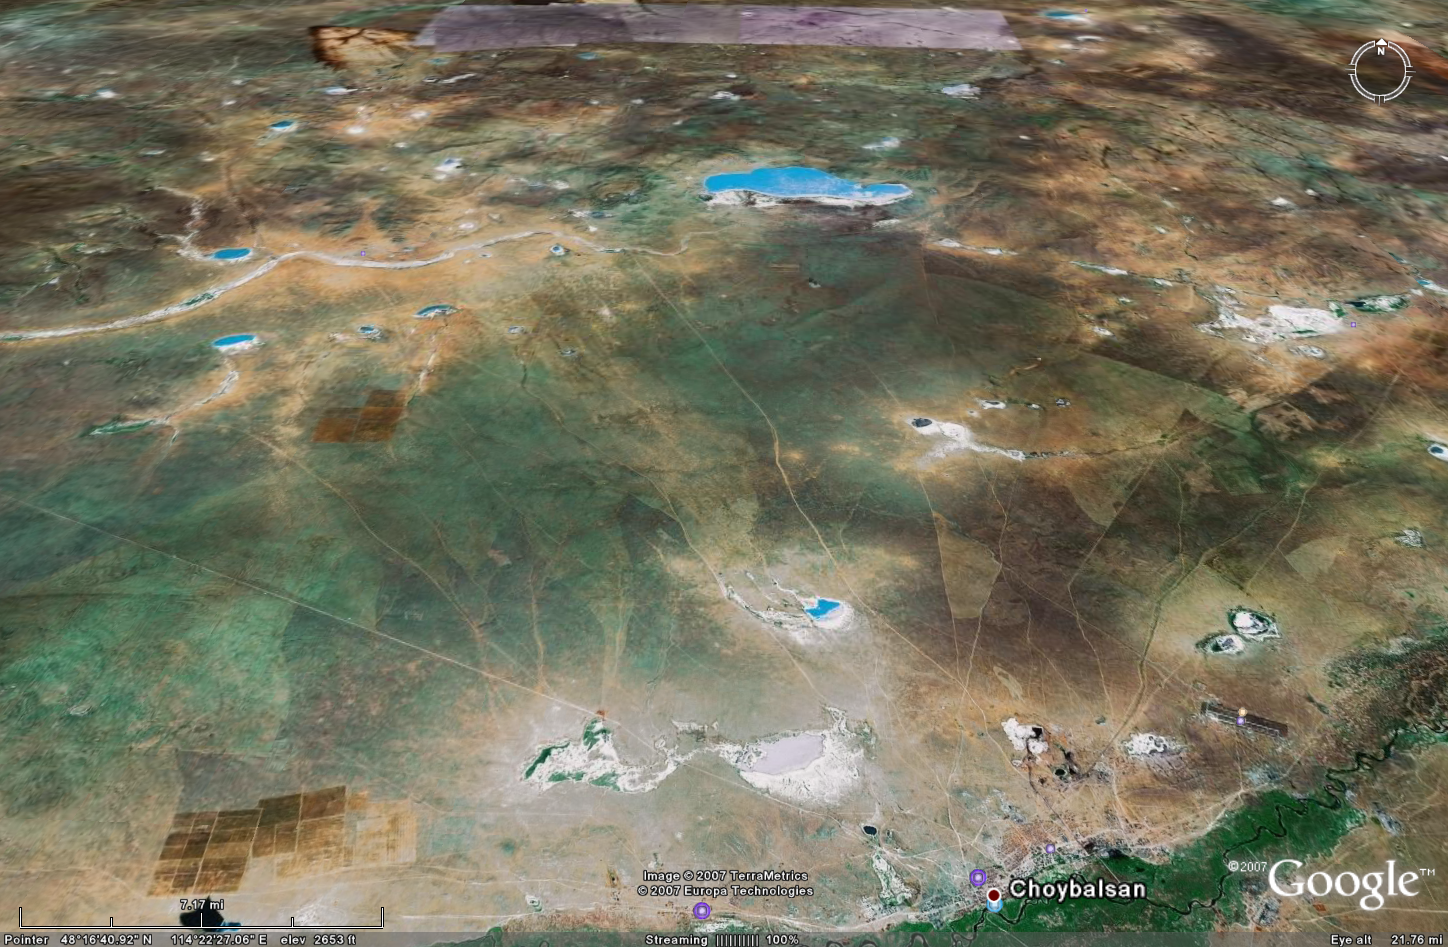 N
Choybalsan
©2007 Google™
Image © 2007 TerraMetrics
© 2007 Europa Technologies
7.17 mi
Pointer 48°16'40.92" N 114°22'27.06" E elev 2653 ft Streaming |||||||||| 100% Eye alt 21.76 mi